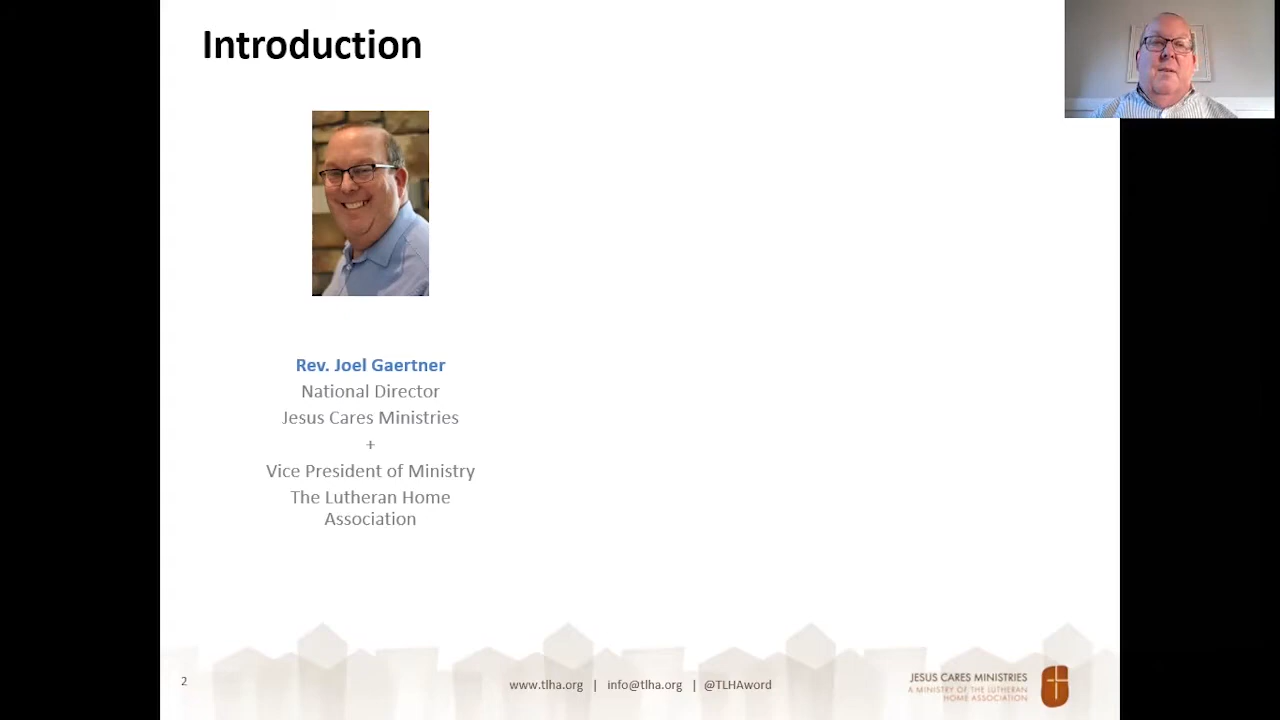 Introduction
Rev. Joel Gaertner
National Director
Jesus Cares Ministries
+
Vice President of Ministry
The Lutheran Home
Association
2
www.tlha.org | info@tlha.org | @TLHAword
JESUS CARES MINISTRIES
A MINISTRY OF THE LUTHERAN
HOME ASSOCIATION